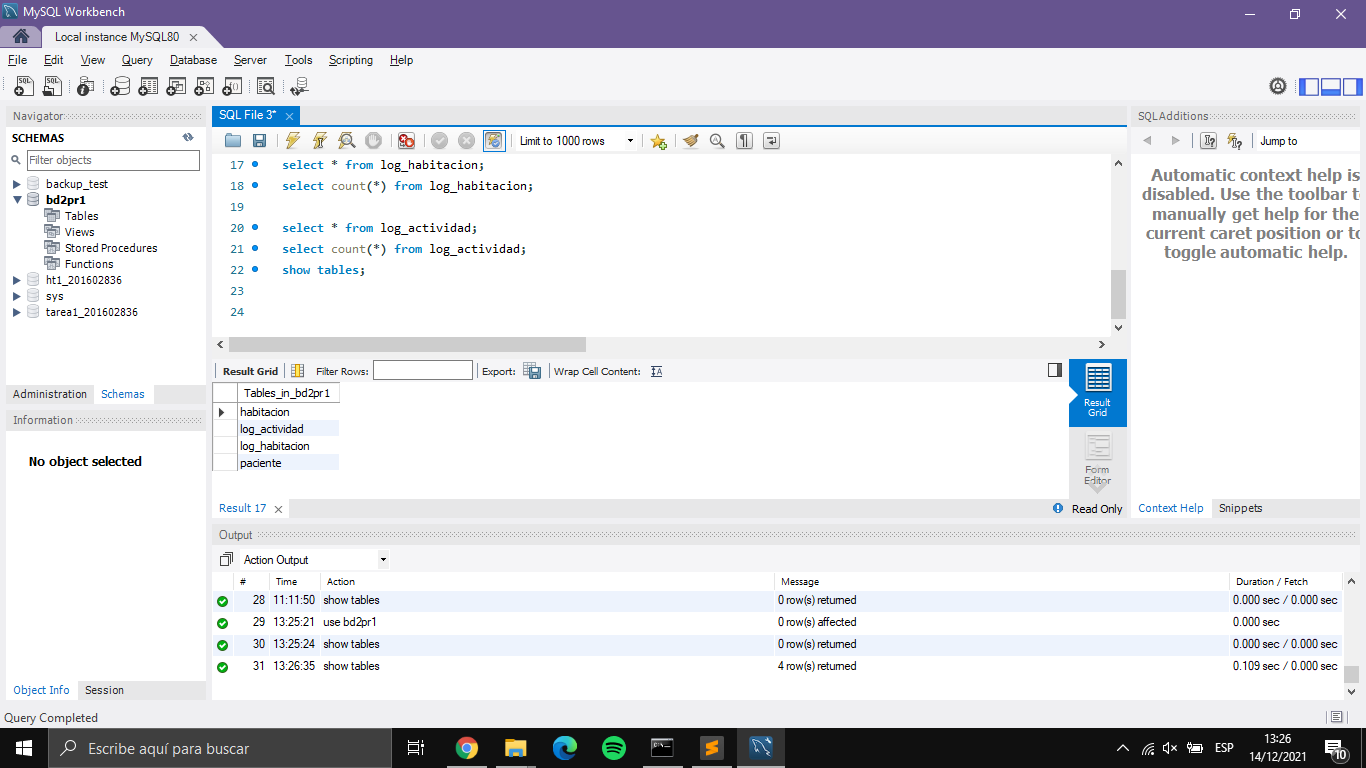 MySQL Workbench
Local instance MySQL80
File Edit View Query Database Server Tools Scripting Help
Navigator
SCHEMAS
Filter objects
backup_test
bd2pr1
Tables
Views
Stored Procedures
Functions
ht1_201602836
sys
tarea1_201602836
Administration Schemas
Information
No object selected
Object Info Session
SQL File 3*
Limit to 1000 rows
17 select * from log_habitacion;
18 select count(*) from log_habitacion;
19
20 select * from log_actividad;
21 select count(*) from log_actividad;
22 show tables;
23
24
Result Grid Filter Rows: Export: Wrap Cell Content:
Tables_in_bd2pr1
habitacion
log_actividad
log_habitacion
paciente
Result
Grid
Form
Editor
Result 17
Read Only
SQLAdditions
Jump to
Automatic context help is
disabled. Use the toolbar t
manually get help for the
current caret position or to
toggle automatic help.
Context Help Snippets
Output
Action Output
# Time Action Message Duration / Fetch
28 11:11:50 show tables 0 row(s) returned 0.000 sec / 0.000 sec
29 13:25:21 use bd2pr1 0 row(s) affected 0.000 sec
30 13:25:24 show tables 0 row(s) returned 0.000 sec / 0.000 sec
31 13:26:35 show tables 4 row(s) returned 0.109 sec / 0.000 sec
Query Completed
Escribe aquí para buscar
ESP
13:26
14/12/2021
10